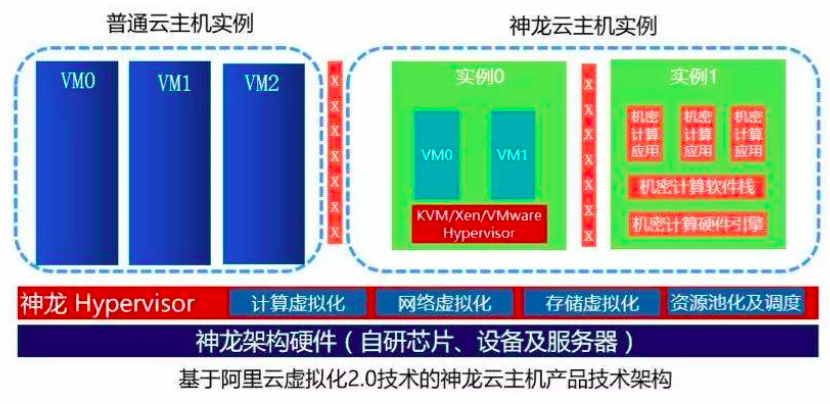 普通云主机实例
神龙云主机实例
VM0
VM1
VM2
X
X
X
X
X
X
X
实例0
VM0
VM1
KVM/Xen/VMware
Hypervisor
X
X
X
X
X
X
X
实例1
机密
计算
应用
机密
计算
应用
机密
计算
应用
机密计算软件栈
机密计算硬件引擎
神龙 Hypervisor
计算虚拟化
网络虚拟化
存储虚拟化
资源池化及调度
神龙架构硬件（自研芯片、设备及服务器）
基于阿里云虚拟化2.0技术的神龙云主机产品技术架构